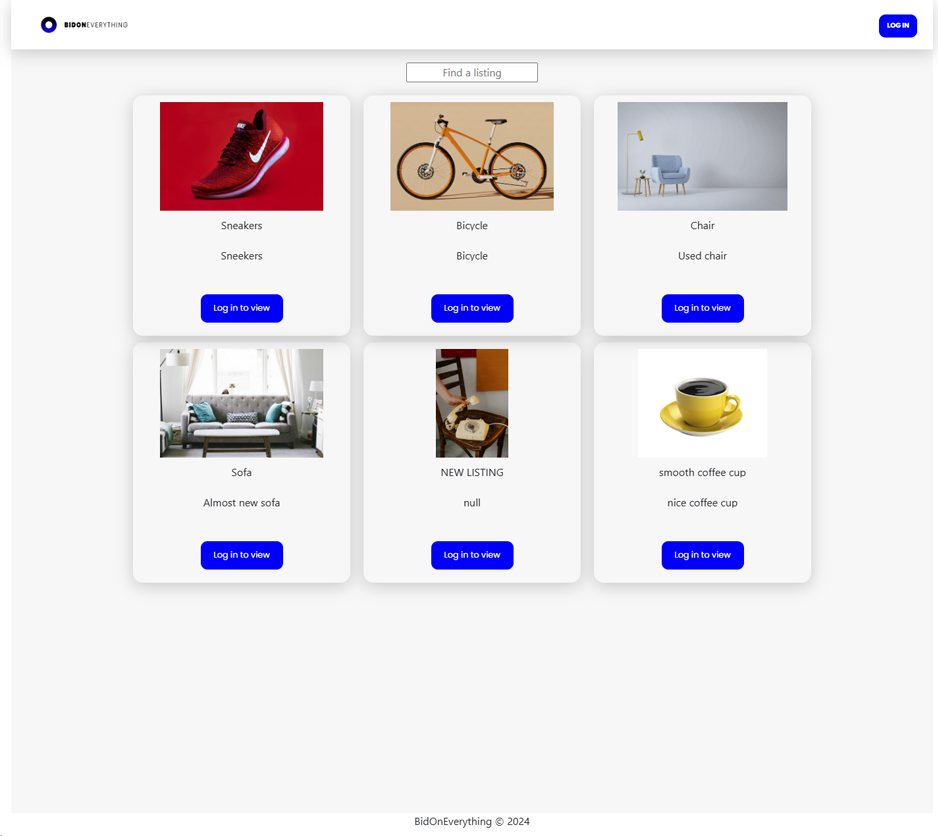 BIDONEVERYTHING
LOG IN
Find a listing
Sneakers
Sneekers
Log in to view
Bicycle
Bicycle
Log in to view
Chair
Used chair
Log in to view
Sofa
Almost new sofa
Log in to view
NEW LISTING
null
Log in to view
smooth coffee cup
nice coffee cup
Log in to view
BidOnEverything © 2024